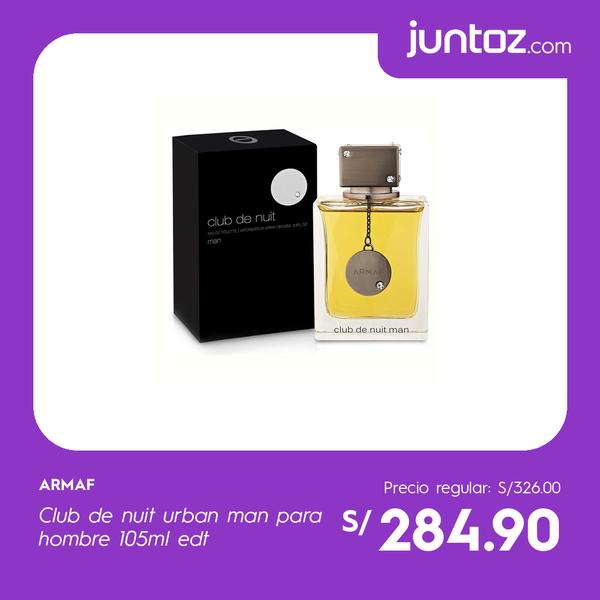 juntoz.com
club de nuit
man
ARMAF
club de nuit man
ARMAF
Precio regular: S/326.00
Club de nuit urban man para
hombre 105ml edt
S/ 284.90